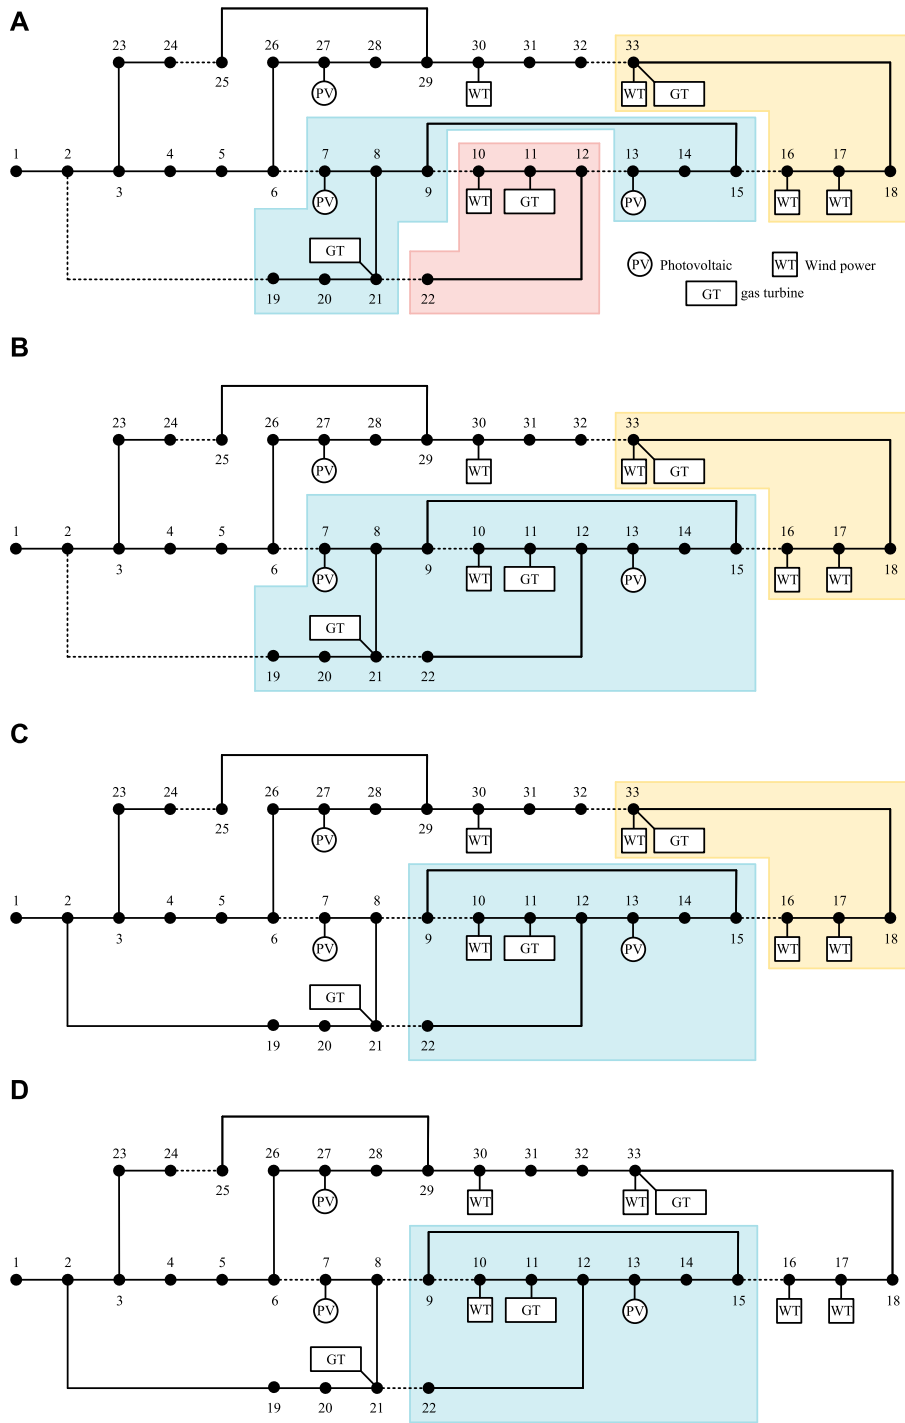 A
23 24 26 27 28 30 31 32 33
25 29
PV WT WT GT
1 2 4 5 7 8 10 11 12 13 14 16 17
3 6 9 15 18
PV WT GT PV WT WT
GT
19 20 21 22
PV Photovoltaic WT Wind power
GT gas turbine
B
23 24 26 27 28 30 31 32 33
25 29
PV WT WT GT
1 2 4 5 7 8 9 10 11 12 13 14 16 17
3 6 15 18
PV WT GT PV WT WT
GT
19 20 21 22
C
23 24 26 27 28 30 31 32 33
25 29
PV WT WT GT
1 2 4 5 7 8 10 11 12 13 14 16 17
3 6 9 15 18
PV WT GT PV WT WT
GT
19 20 21 22
D
23 24 26 27 28 30 31 32 33
25 29
PV WT WT GT
1 2 4 5 7 8 10 11 12 13 14 15 16 17
3 6 9 18
PV WT GT PV WT WT
GT
19 20 21 22